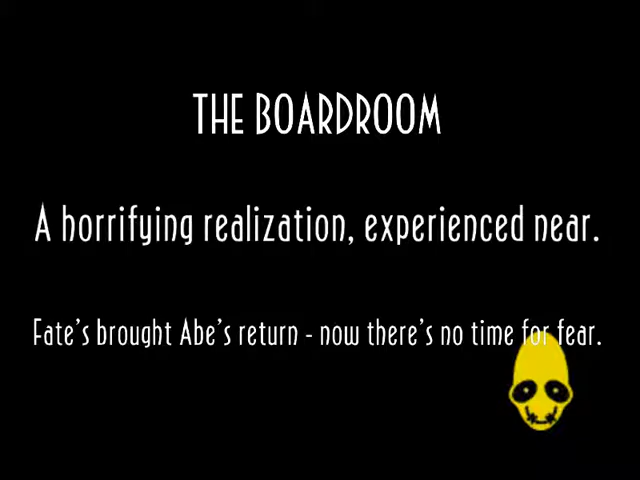 THE BOARDROOM
A horrifying realization, experienced near.
Fate's brought Abe's return - now there's no time for fear.